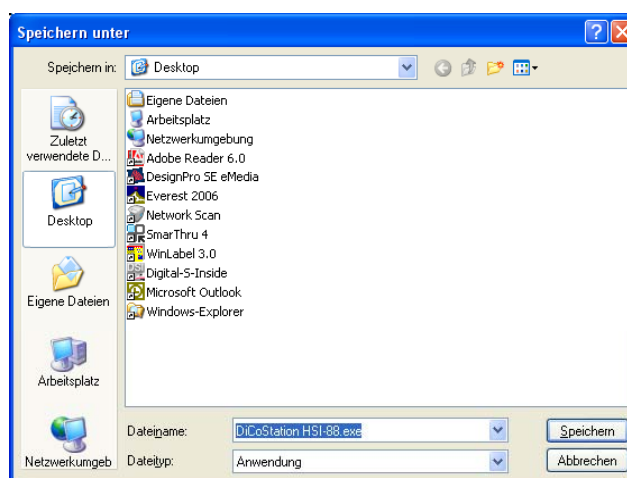 Speichern unter
Speichern in: Desktop
Zuletzt
verwendete D...
Desktop
Eigene Dateien
Arbeitsplatz
Netzwerkumgeb
Eigene Dateien
Arbeitsplatz
Netzwerkumgebung
Adobe Reader 6.0
DesignPro SE eMedia
Everest 2006
Network Scan
SmarThru 4
WinLabel 3.0
Digital-S-Inside
Microsoft Outlook
Windows-Explorer
Dateiname: DiCoStation HSI-88.exe Speichern
Dateityp: Anwendung Abbrechen